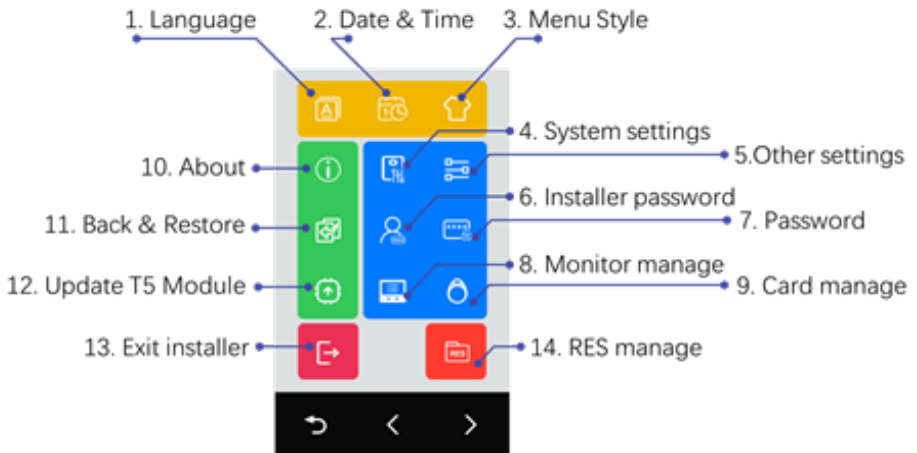 1. Language
2. Date & Time
3. Menu Style
4. System settings
5.Other settings
10. About
6. Installer password
7. Password
11. Back & Restore
8. Monitor manage
12. Update T5 Module
9. Card manage
13. Exit installer
RES
14. RES manage